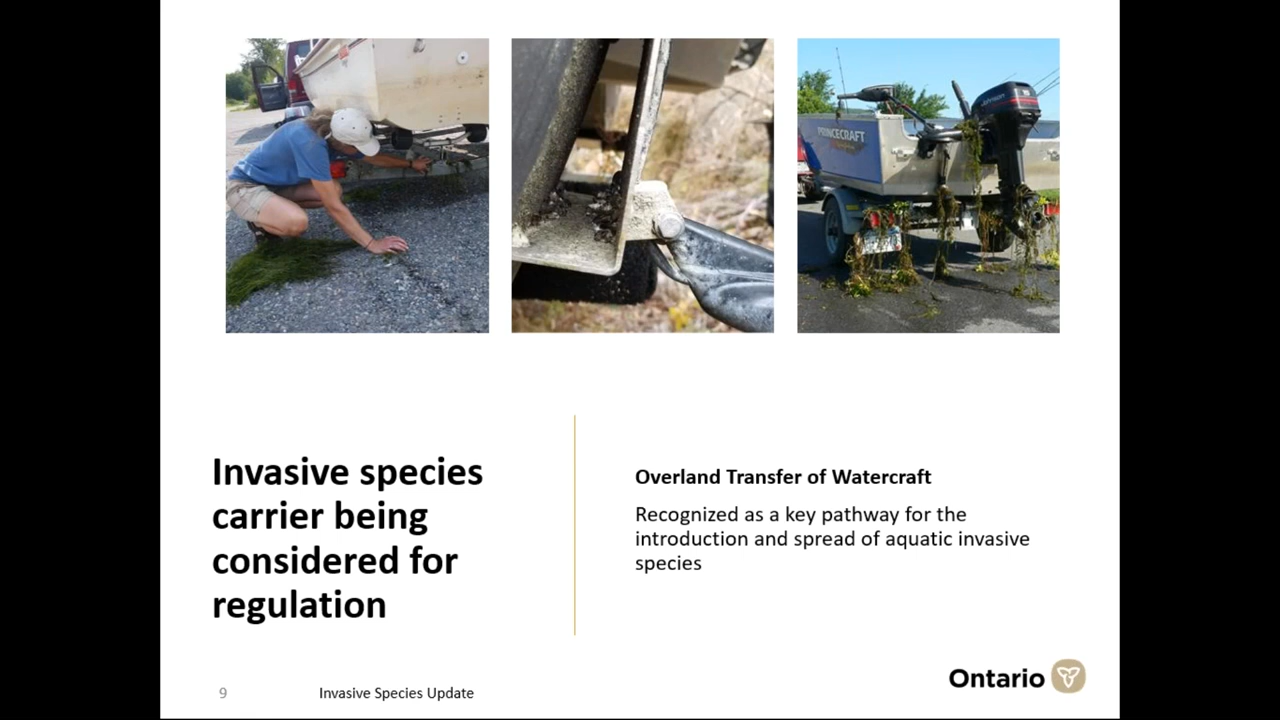 PRINCECRAFT
Johnson
Invasive species
carrier being
considered for
regulation
Overland Transfer of Watercraft
Recognized as a key pathway for the
introduction and spread of aquatic invasive
species
9
Invasive Species Update
Ontario